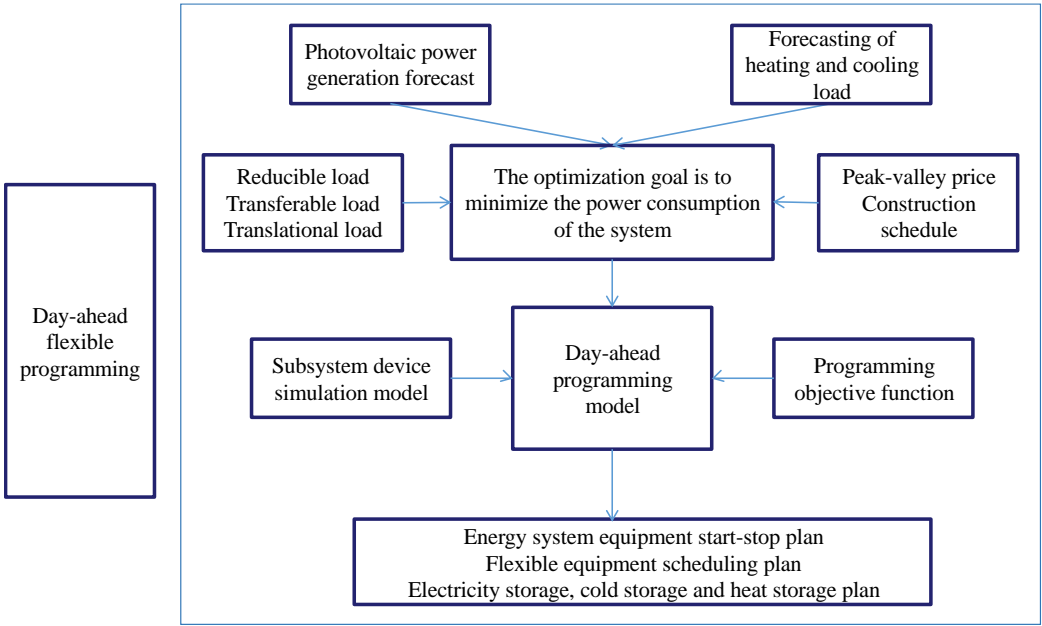 Day-ahead
flexible
programming
Photovoltaic power
generation forecast
Forecasting of
heating and cooling
load
Reducible load
Transferable load
Translational load
The optimization goal is to
minimize the power consumption
of the system
Peak-valley price
Construction
schedule
Subsystem device
simulation model
Day-ahead
programming
model
Programming
objective function
Energy system equipment start-stop plan
Flexible equipment scheduling plan
Electricity storage, cold storage and heat storage plan